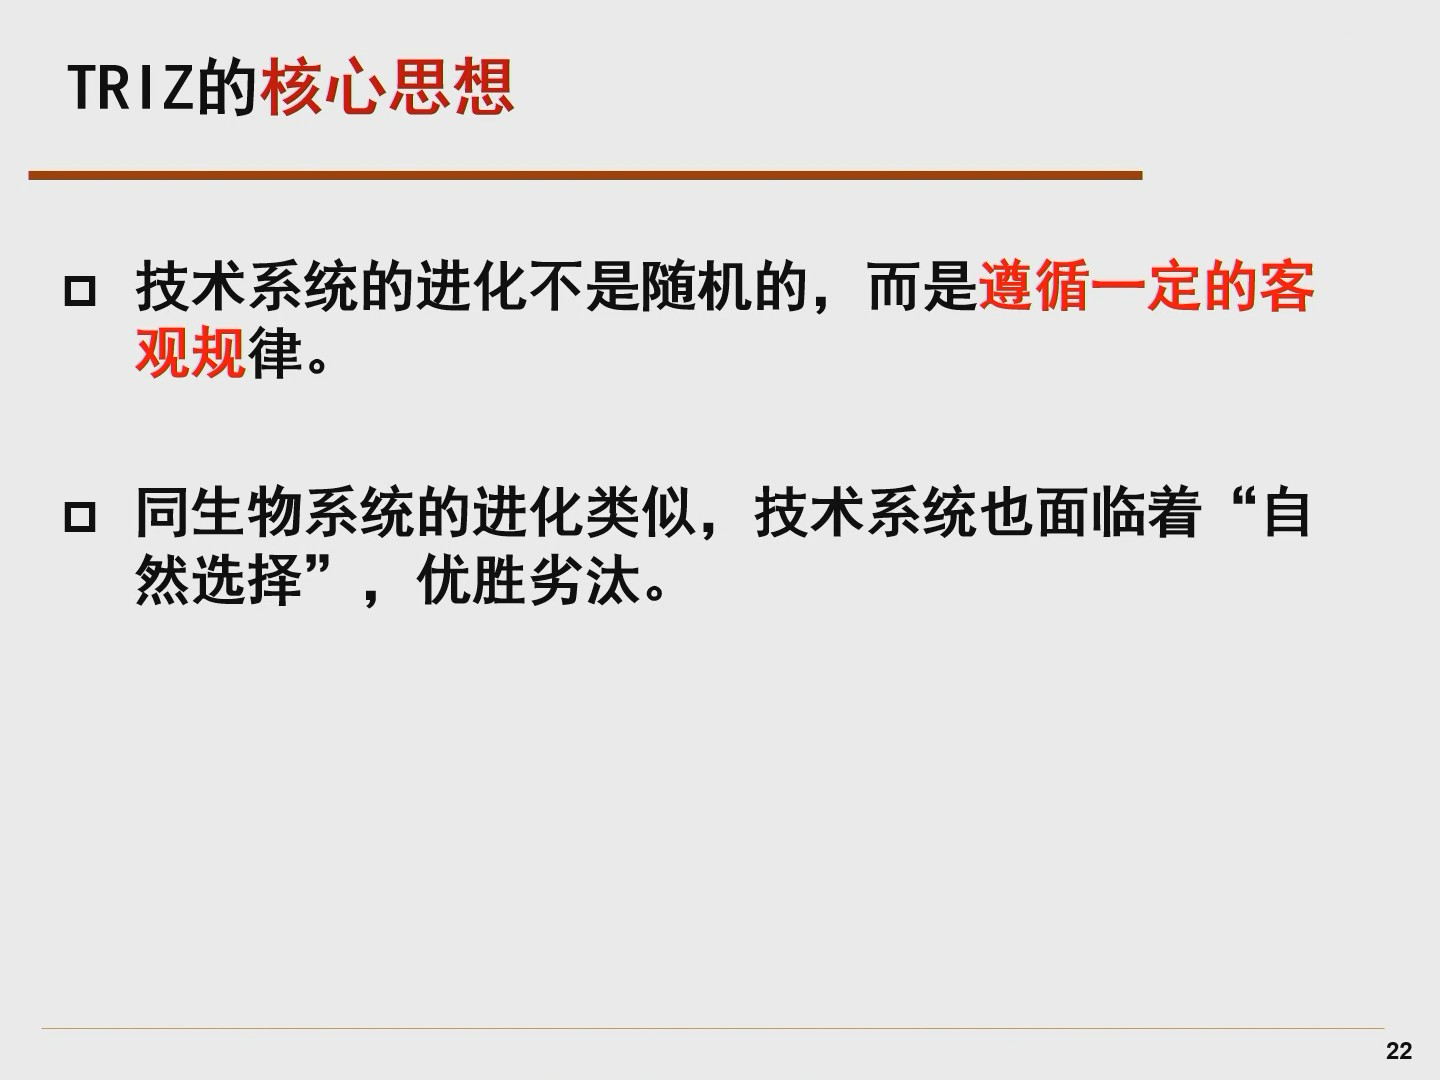 TRIZ的核心思想
技术系统的进化不是随机的，而是遵循一定的客
观规律。
同生物系统的进化类似，技术系统也面临着“自
然选择”，优胜劣汰。
22